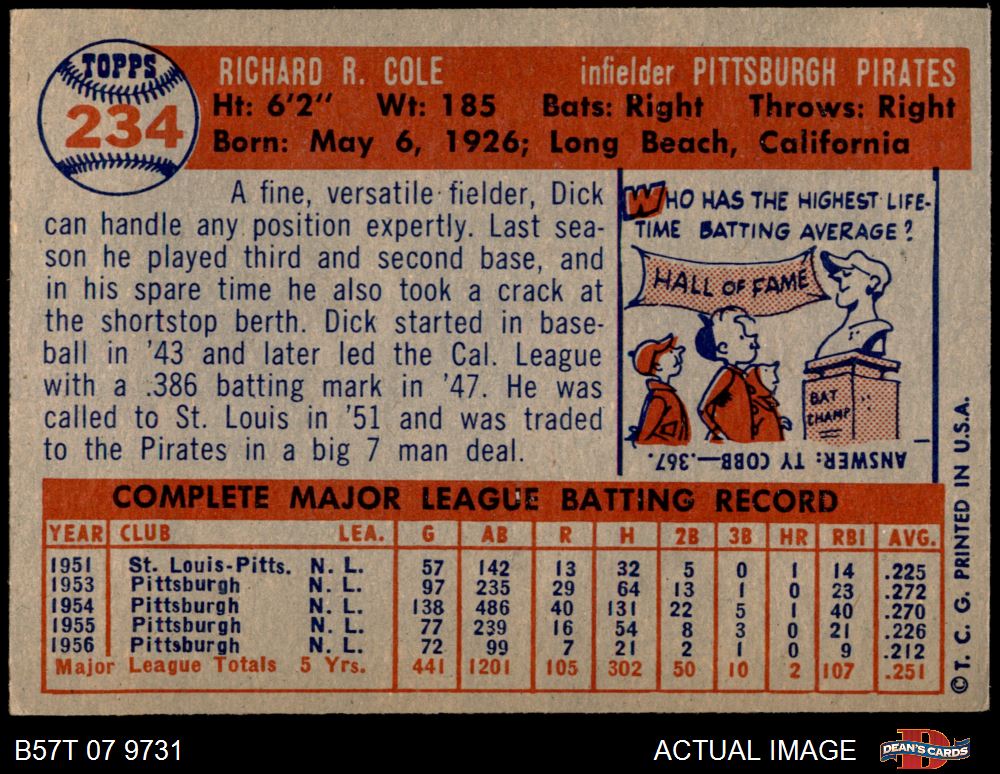 TOPPS
234
RICHARD R. COLE infielder PITTSBURGH PIRATES
Ht: 6'2" Wt: 185 Bats: Right Throws: Right
Born: May 6, 1926; Long Beach, California
A fine, versatile fielder, Dick
can handle any position expertly. Last sea-
son he played third and second base, and
in his spare time he also took a crack at
the shortstop berth. Dick started in base-
ball in '43 and later led the Cal. League
with a .386 batting mark in '47. He was
called to St. Louis in '51 and was traded
to the Pirates in a big 7 man deal.
WHO HAS THE HIGHEST LIFE-
TIME BATTING AVERAGE?
HALL OF FAME
BAT
CHAMP
ANSWER: TY COBB—.367.
COMPLETE MAJOR LEAGUE BATTING RECORD
YEAR CLUB LEA. G AB R H 2B 3B HR RBI AVG.
1951 St. Louis-Pitts. N. L. 57 142 13 32 5 0 1 14 .225
1953 Pittsburgh N. L. 97 235 29 64 13 1 0 23 .272
1954 Pittsburgh N. L. 138 486 40 131 22 5 1 40 .270
1955 Pittsburgh N. L. 77 239 16 54 8 3 0 21 .226
1956 Pittsburgh N. L. 72 99 7 21 2 1 0 9 .212
Major League Totals 5 Yrs. 441 1201 105 302 50 10 2 107 .251
© T. C. G. PRINTED IN U.S.A.
B57T 07 9731
ACTUAL IMAGE
DEAN'S CARDS